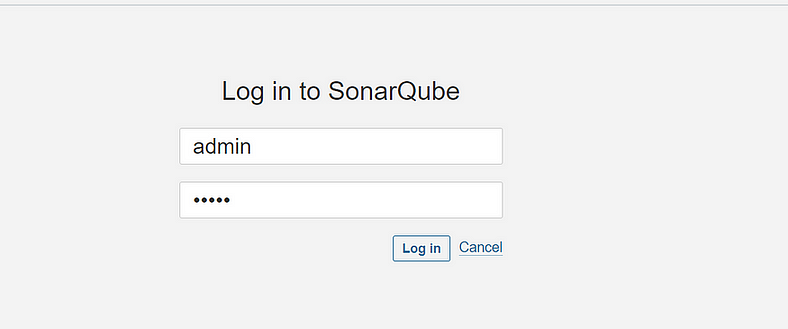 Log in to SonarQube
admin
•••••
Log in Cancel